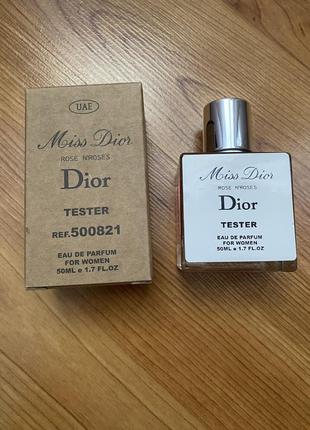 UAE
Miss Dior
ROSE N'ROSES
Dior
TESTER
REF.500821
EAU DE PARFUM
FOR WOMEN
50ML e 1.7 FL.OZ
Miss Dior
ROSE N'ROSES
Dior
TESTER
EAU DE PARFUM
FOR WOMEN
50ML e 1.7 FL.OZ